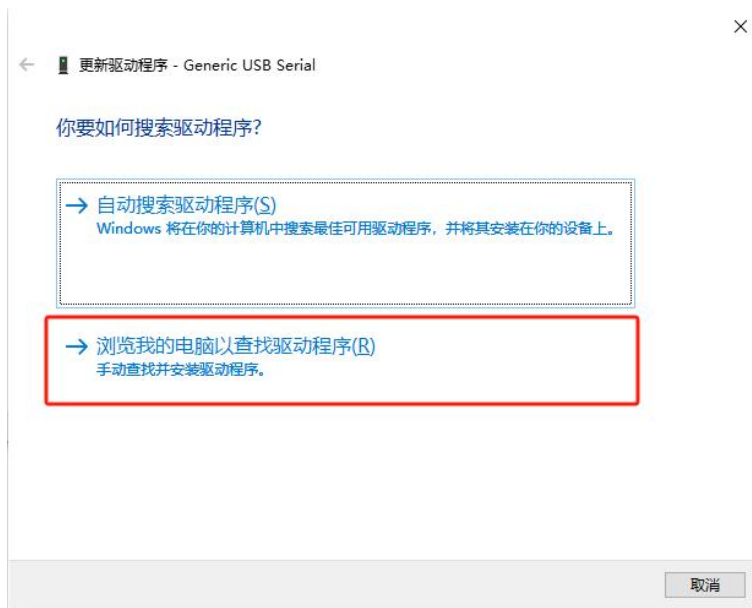 更新驱动程序 - Generic USB Serial
你要如何搜索驱动程序?
自动搜索驱动程序(S)
Windows 将在你的计算机中搜索最佳可用驱动程序，并将其安装在你的设备上。
浏览我的电脑以查找驱动程序(R)
手动查找并安装驱动程序。
取消